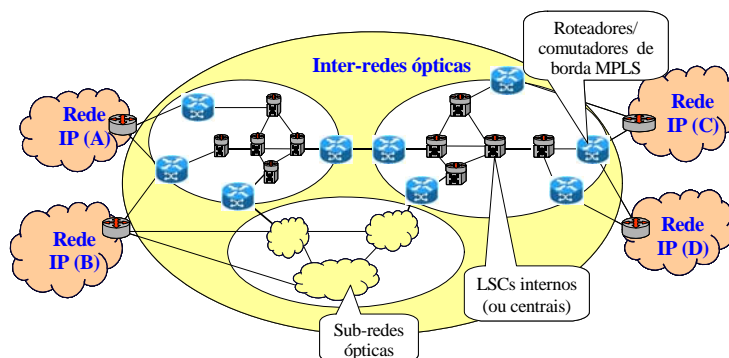 Roteadores/
comutadores de
borda MPLS
Inter-redes ópticas
Rede
IP (A)
Rede
IP (C)
Rede
IP (B)
Rede
IP (D)
LSCs internos
(ou centrais)
Sub-redes
ópticas